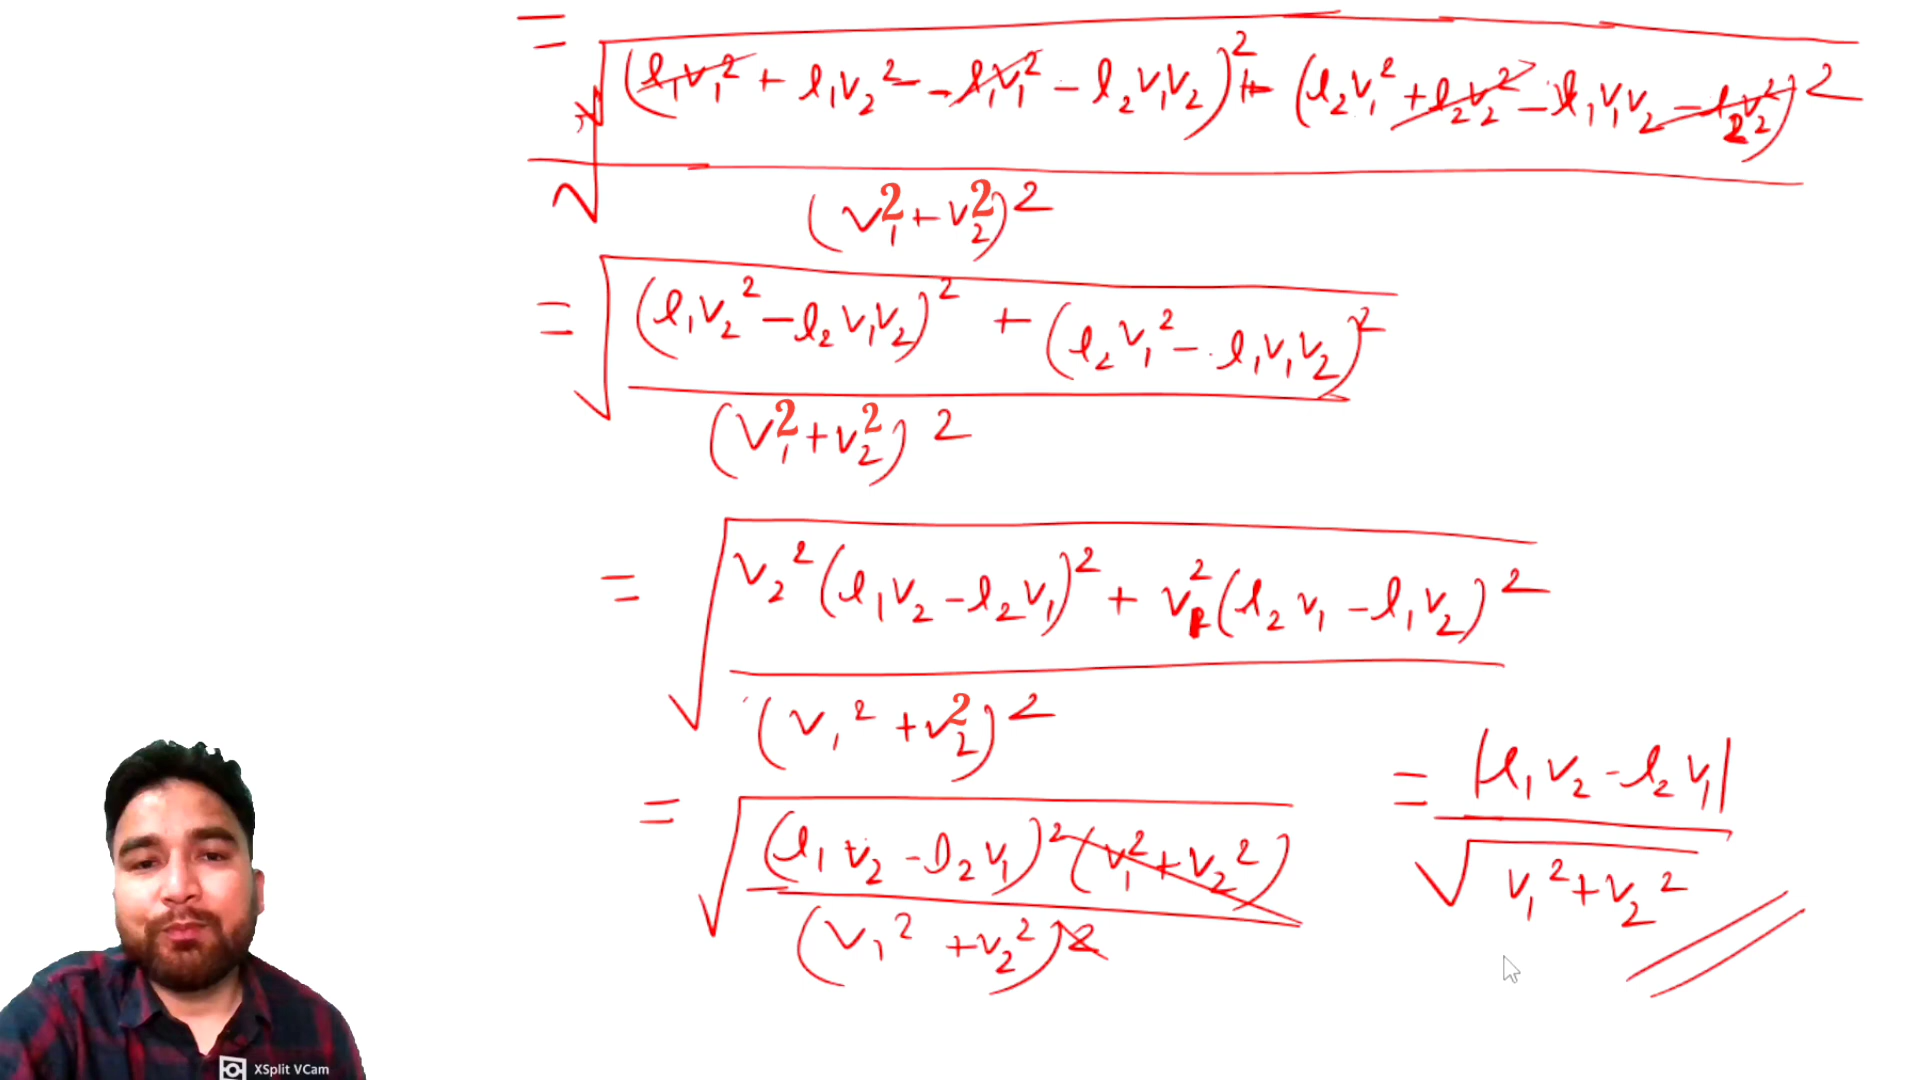 =
√(l₁v₁² + l₁v₂² - l₁v₁² - l₂v₁v₂)² + (l₂v₁² + l₂v₂² - l₁v₁v₂ - l₂v₂²)²
(v₁² + v₂²)²
= √(l₁v₂² - l₂v₁v₂)² + (l₂v₁² - l₁v₁v₂)²
(v₁² + v₂²)²
= √v₂²(l₁v₂ - l₂v₁)² + v₁²(l₂v₁ - l₁v₂)²
(v₁² + v₂²)²
= √(l₁v₂ - l₂v₁)²(v₁² + v₂²)
(v₁² + v₂²)²
= |l₁v₂ - l₂v₁|
√v₁² + v₂²
XSplit VCam